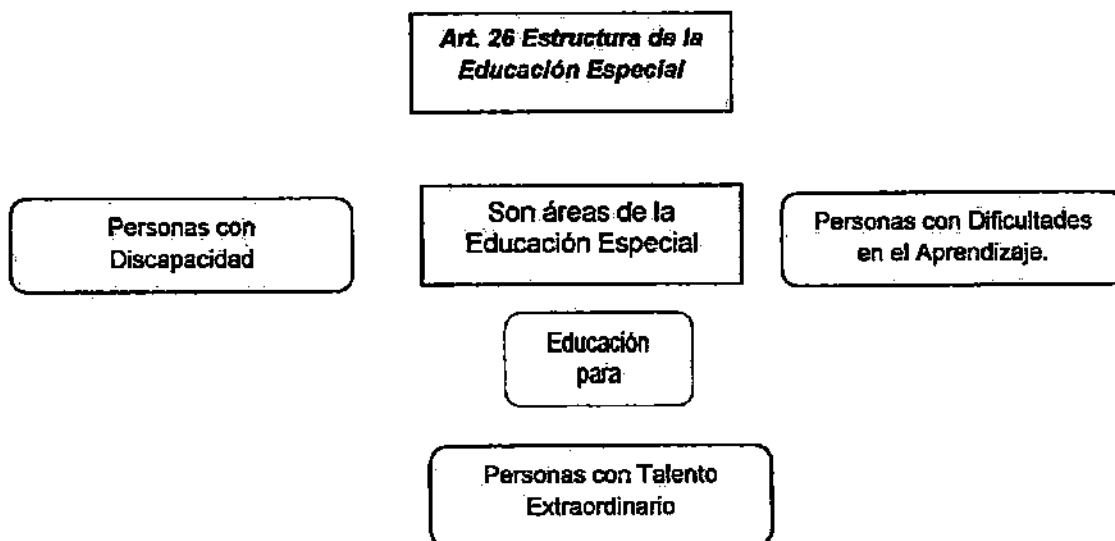 Art. 26 Estructura de la
Educación Especial
Personas con
Discapacidad
Son áreas de la
Educación Especial
Personas con Dificultades
en el Aprendizaje.
Educación
para
Personas con Talento
Extraordinario